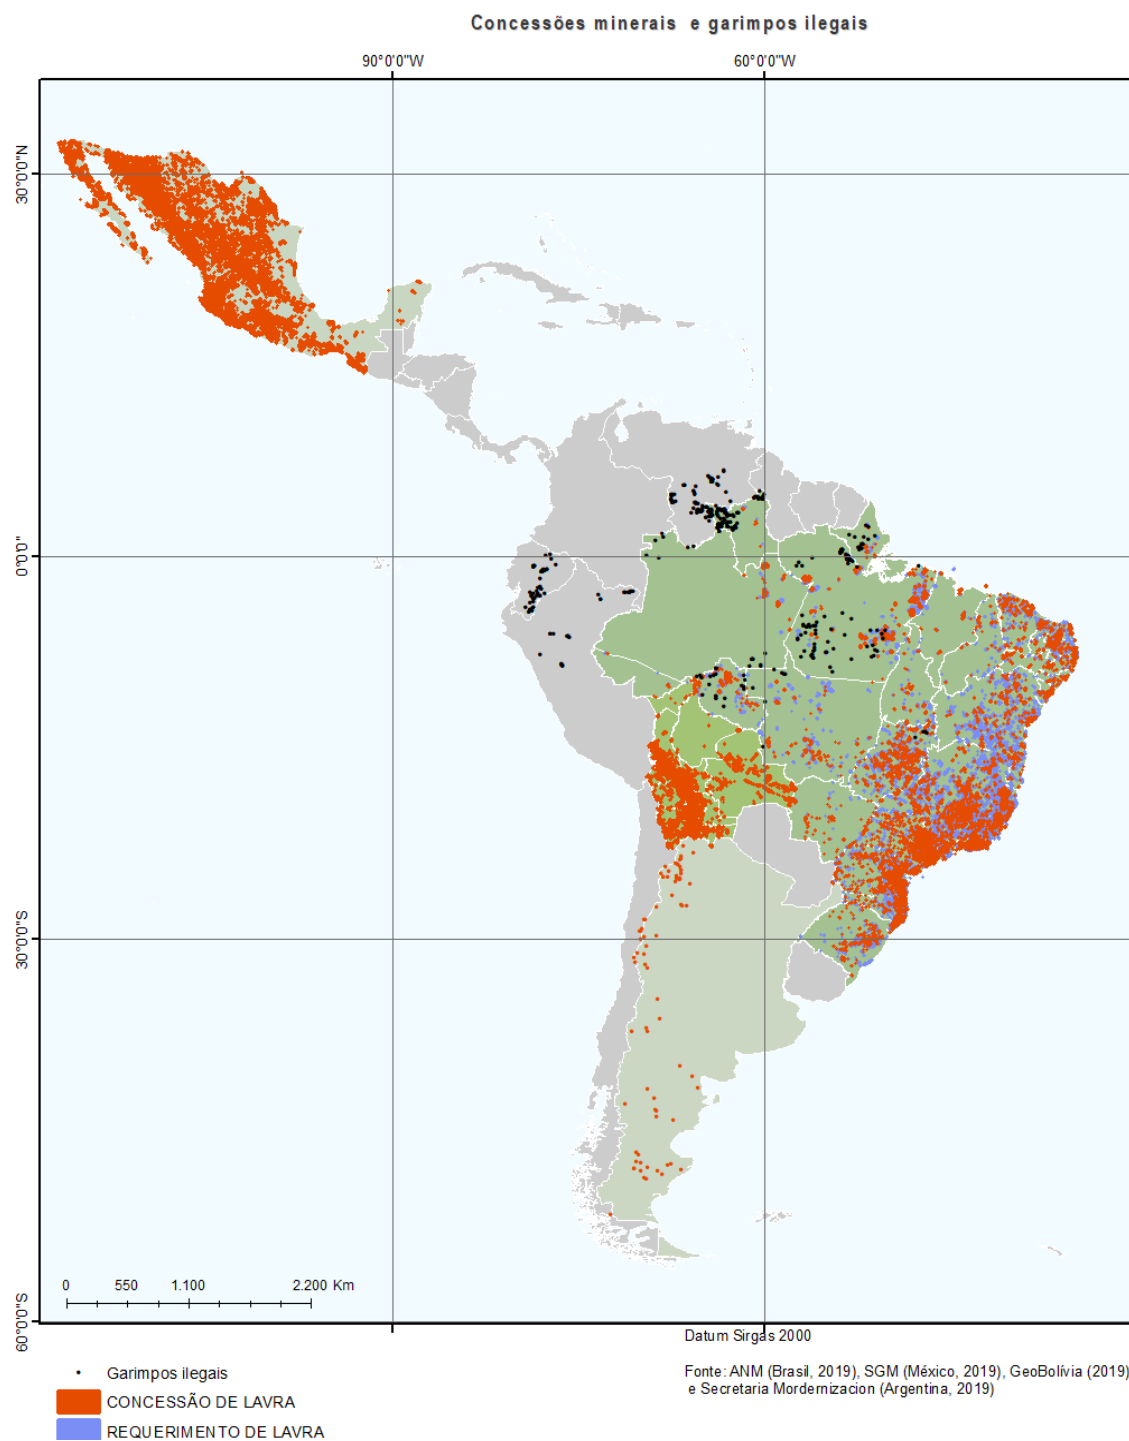 Concessões minerais e garimpos ilegais
90°0'0"W
60°0'0"W
30°0'0"N
0°0'0"
30°0'0"S
60°0'0"S
0 550 1.100 2.200 Km
Datum Sirgas 2000
Garimpos ilegais
CONCESSÃO DE LAVRA
REQUERIMENTO DE LAVRA
Fonte: ANM (Brasil, 2019), SGM (México, 2019), GeoBolívia (2019)
e Secretaria Mordernizacion (Argentina, 2019)